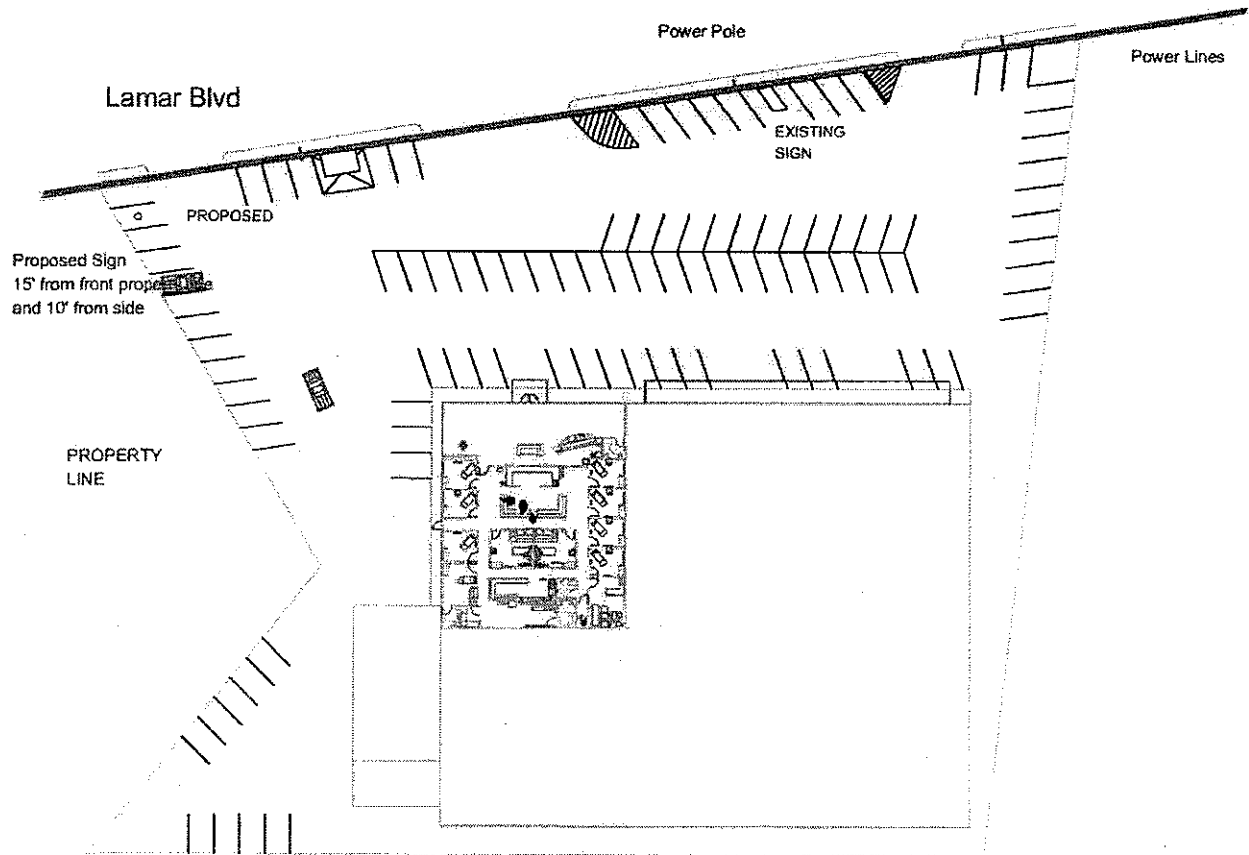 Power Pole
Power Lines
Lamar Blvd
EXISTING
SIGN
PROPOSED
Proposed Sign
15' from front property line
and 10' from side
PROPERTY
LINE